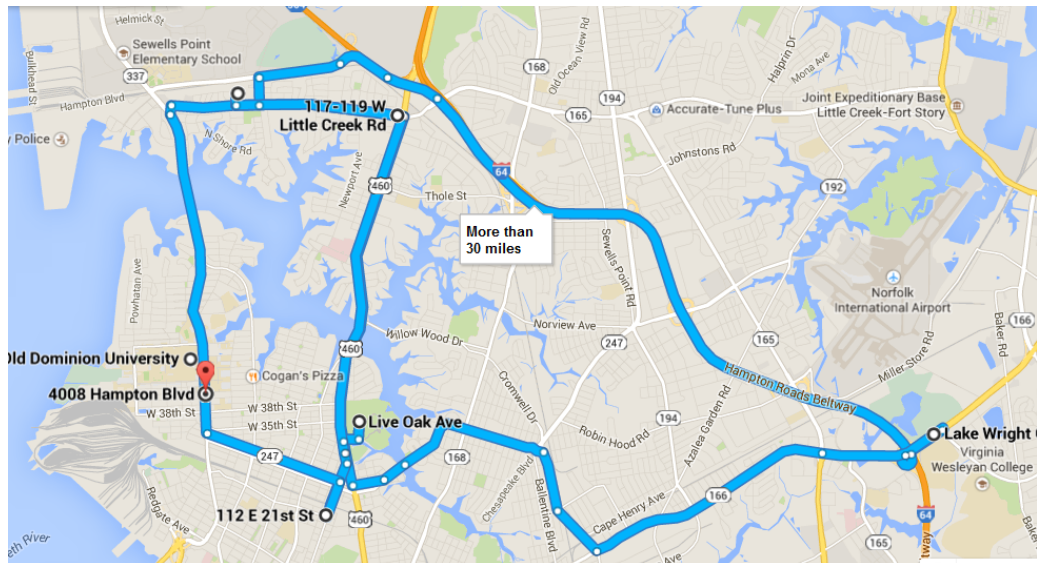 Helmick St
Sewells Point
Elementary School
337
Bulkhead St
Hampton Blvd
Police
N Shore Rd
117-119 W
Little Creek Rd
Newport Ave
460
Thole St
64
More than
30 miles
168
Old Ocean View Rd
194
165
Accurate-Tune Plus
Halprin Dr
Mona Ave
Joint Expeditionary Base
Little Creek-Fort Story
Johnstons Rd
192
Sewells Point Rd
Norfolk
International Airport
166
Baker Rd
Miller Store Rd
Powhatan Ave
Old Dominion University
4008 Hampton Blvd
Cogan's Pizza
W 38th St
W 35th St
460
Willow Wood Dr
Norview Ave
247
Cromwell Dr
Hampton Roads Beltway
Live Oak Ave
194
Robin Hood Rd
Azalea Garden Rd
Lake Wright
Virginia
Wesleyan College
247
168
Chesapeake Blvd
Ballentine Blvd
Cape Henry Ave
166
112 E 21st St
460
Redgate Ave
River
64
165
Baker